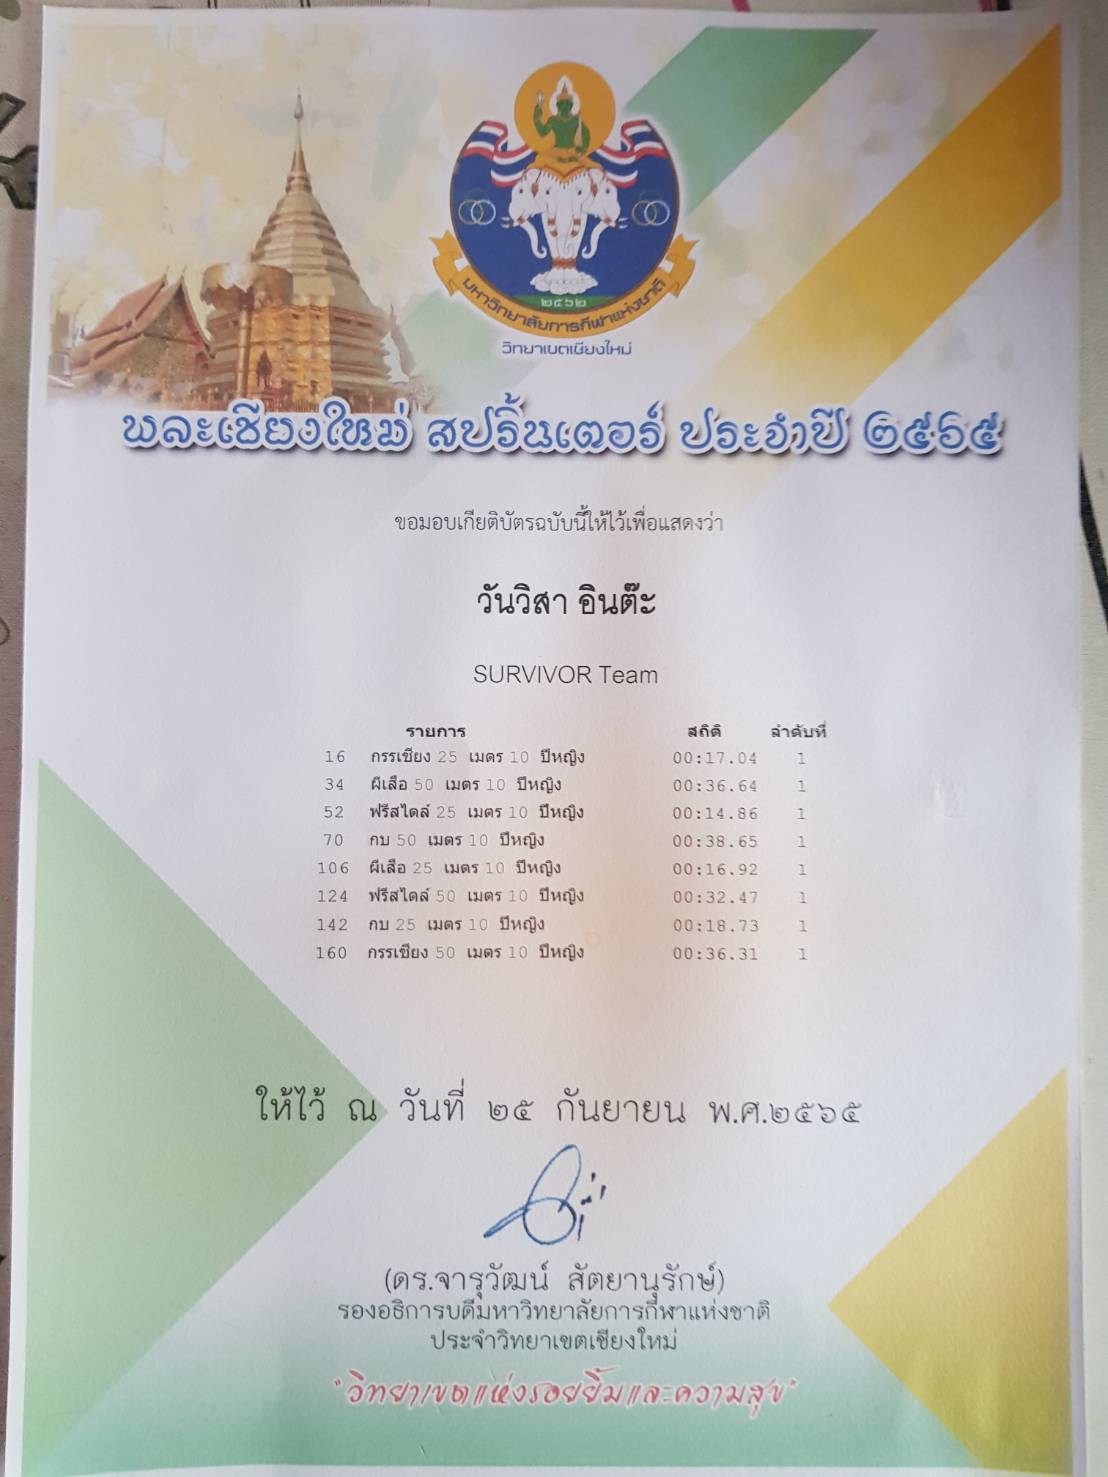 ๒๕๖๒
มหาวิทยาลัยการกีฬาแห่งชาติ
วิทยาเขตเชียงใหม่
พละเชียงใหม่ สปริ้นเตอร์ ประจำปี ๒๕๖๕
ขอมอบเกียติบัตรฉบับนี้ให้ไว้เพื่อแสดงว่า
วันวิสา อินต๊ะ
SURVIVOR Team
รายการ สถิติ ลำดับที่
16 กรรเชียง 25 เมตร 10 ปีหญิง 00:17.04 1
34 ผีเสื้อ 50 เมตร 10 ปีหญิง 00:36.64 1
52 ฟรีสไตล์ 25 เมตร 10 ปีหญิง 00:14.86 1
70 กบ 50 เมตร 10 ปีหญิง 00:38.65 1
106 ผีเสื้อ 25 เมตร 10 ปีหญิง 00:16.92 1
124 ฟรีสไตล์ 50 เมตร 10 ปีหญิง 00:32.47 1
142 กบ 25 เมตร 10 ปีหญิง 00:18.73 1
160 กรรเชียง 50 เมตร 10 ปีหญิง 00:36.31 1
ให้ไว้ ณ วันที่ ๒๕ กันยายน พ.ศ.๒๕๖๕
(ดร.จารุวัฒน์ สัตยานุรักษ์)
รองอธิการบดีมหาวิทยาลัยการกีฬาแห่งชาติ
ประจำวิทยาเขตเชียงใหม่
"วิทยาเขตแห่งรอยยิ้มและความสุข"